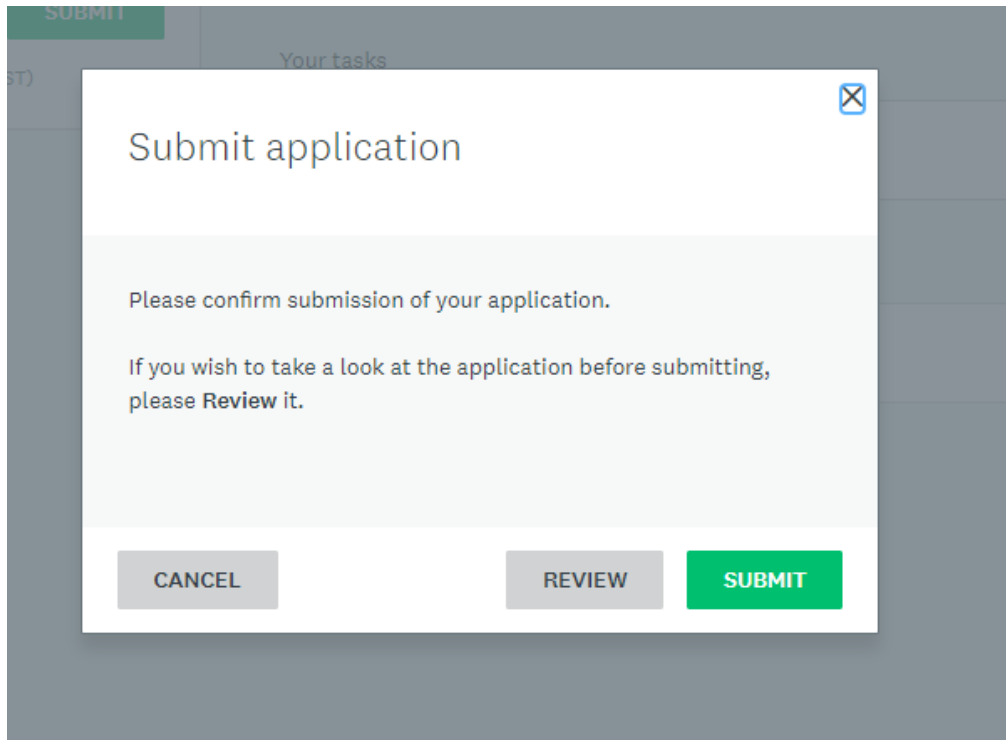 SUBMIT
ST)
Your tasks
Submit application
Please confirm submission of your application.
If you wish to take a look at the application before submitting,
please Review it.
CANCEL
REVIEW
SUBMIT